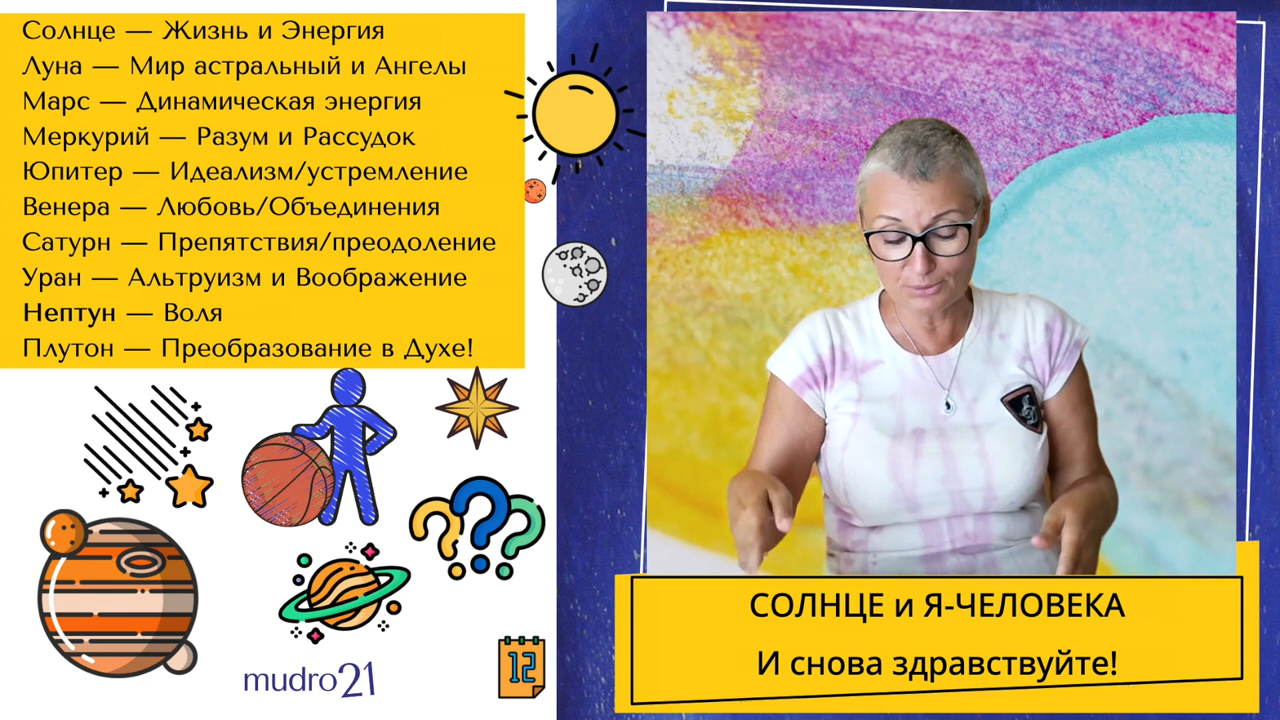 Солнце — Жизнь и Энергия
Луна — Мир астральный и Ангелы
Марс — Динамическая энергия
Меркурий — Разум и Рассудок
Юпитер — Идеализм/устремление
Венера — Любовь/Объединения
Сатурн — Препятствия/преодоление
Уран — Альтруизм и Воображение
Нептун — Воля
Плутон — Преобразование в Духе!
12
mudro21
СОЛНЦЕ и Я-ЧЕЛОВЕКА
И снова здравствуйте!